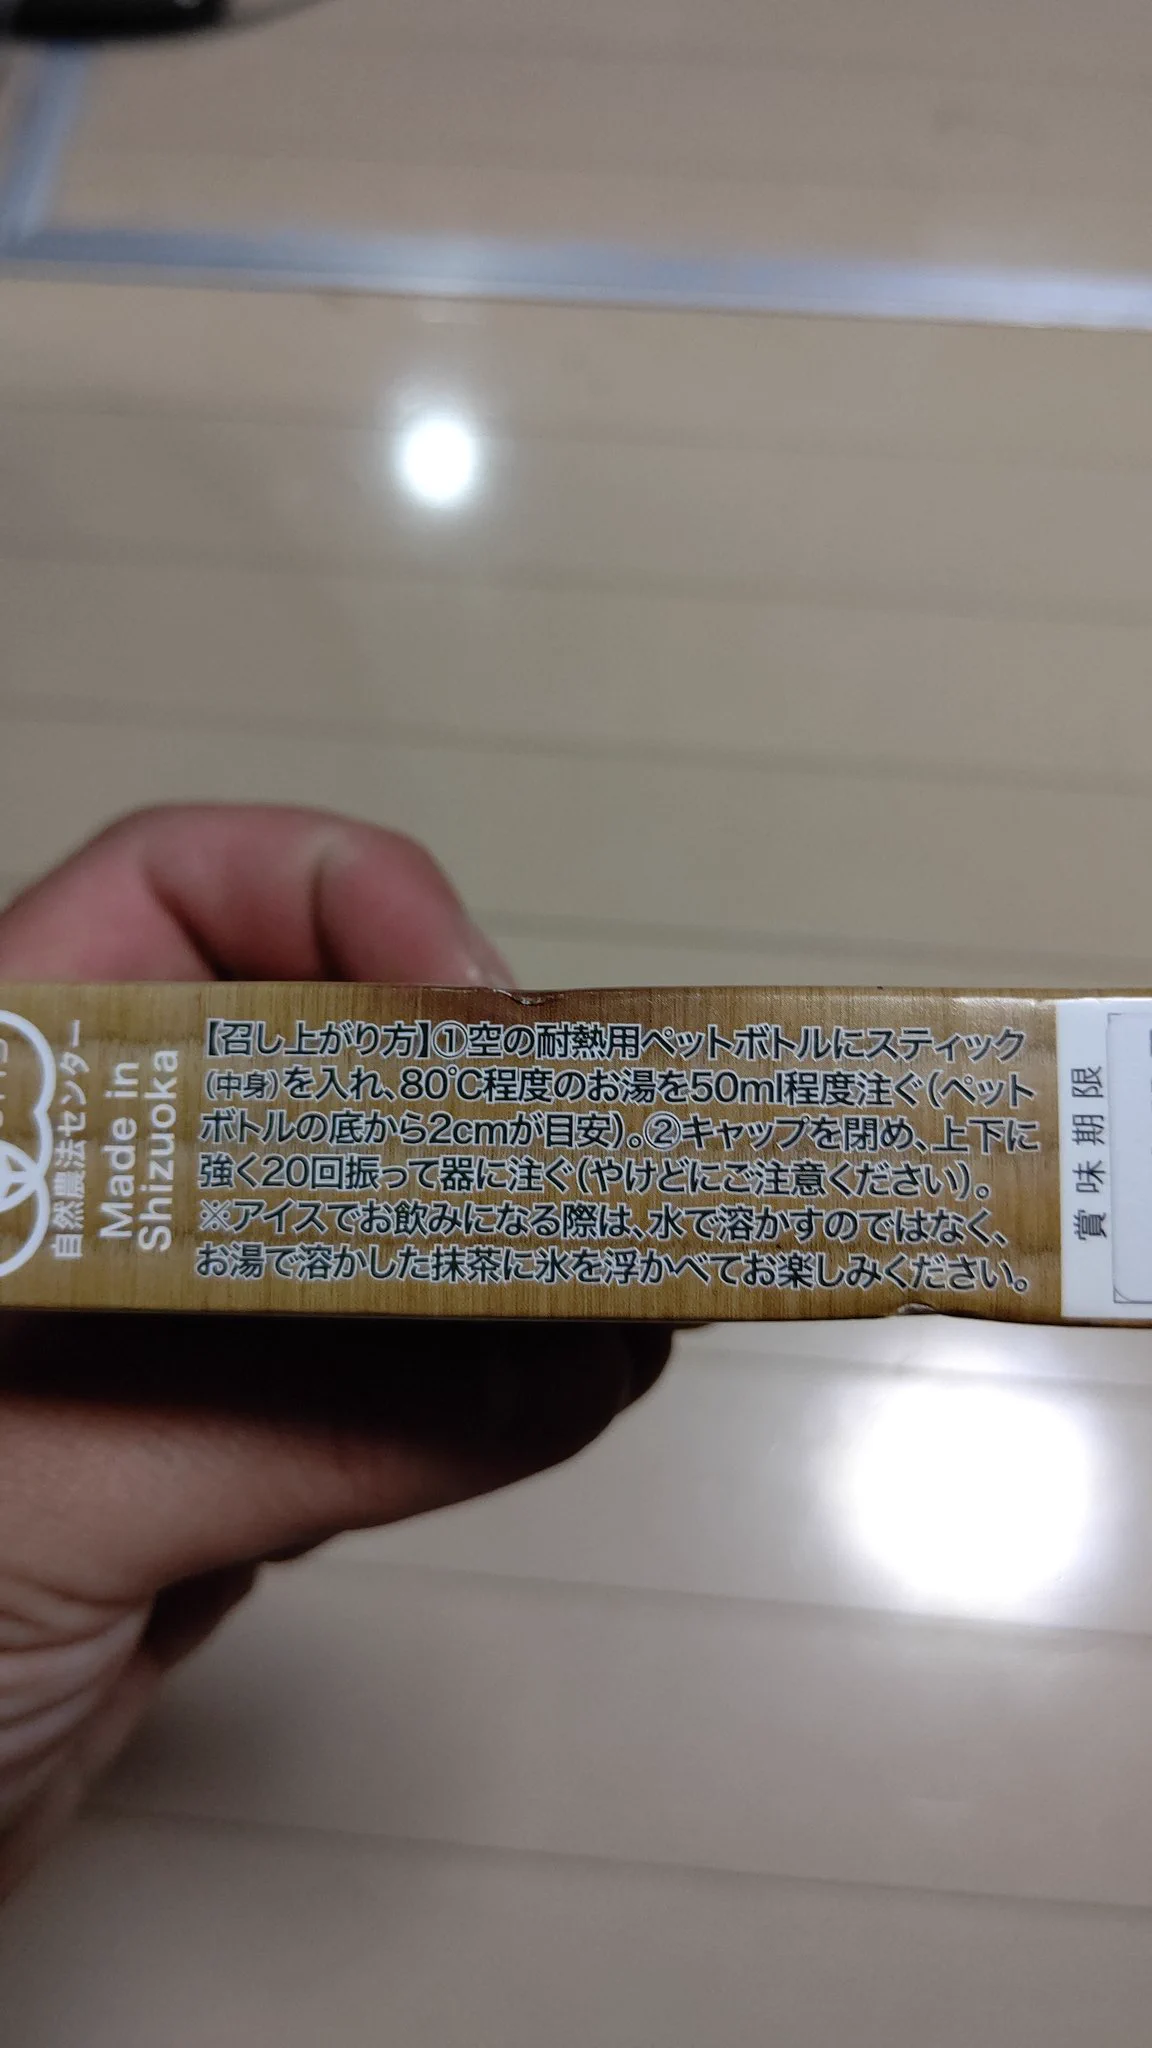 【召し上がり方】①空の耐熱用ペットボトルにスティック
(中身)を入れ、80℃程度のお湯を50ml程度注ぐ(ペット
ボトルの底から2cmが目安)。②キャップを閉め、上下に
強く20回振って器に注ぐ(やけどにご注意ください)。
※アイスでお飲みになる際は、水で溶かすのではなく、
お湯で溶かした抹茶に氷を浮かべてお楽しみください。
自然農法センター
Made in
Shizuoka
賞味期限